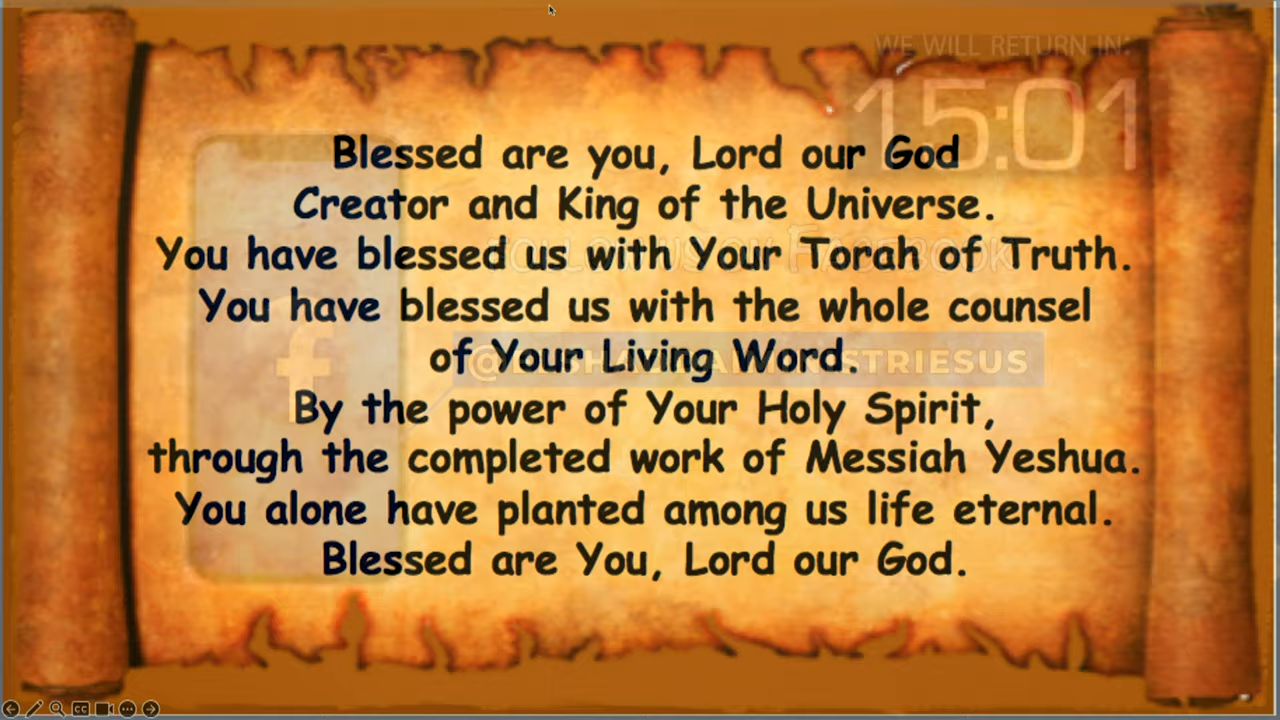 WE WILL RETURN IN:
15:01
Blessed are you, Lord our God
Creator and King of the Universe.
You have blessed us with Your Torah of Truth.
You have blessed us with the whole counsel
of Your Living Word.
By the power of Your Holy Spirit,
through the completed work of Messiah Yeshua.
You alone have planted among us life eternal.
Blessed are You, Lord our God.